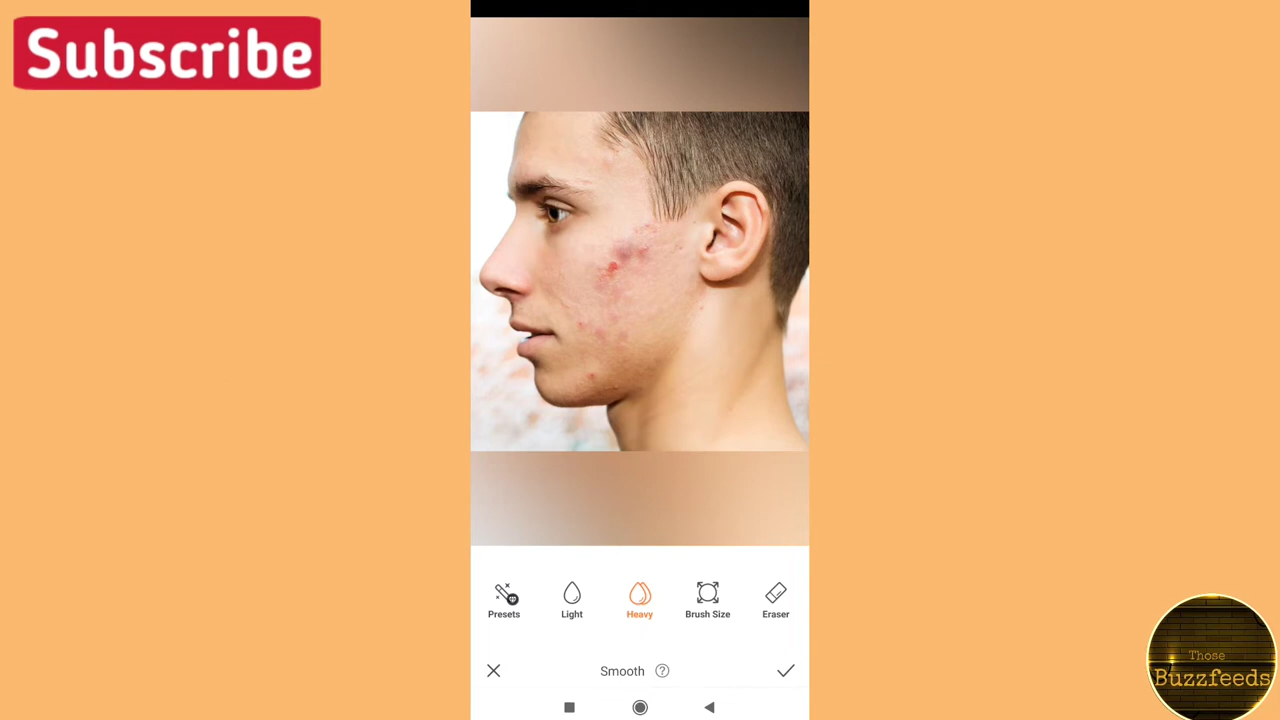 Subscribe
Presets
Light
Heavy
Brush Size
Eraser
Smooth
Those
Buzzfeeds